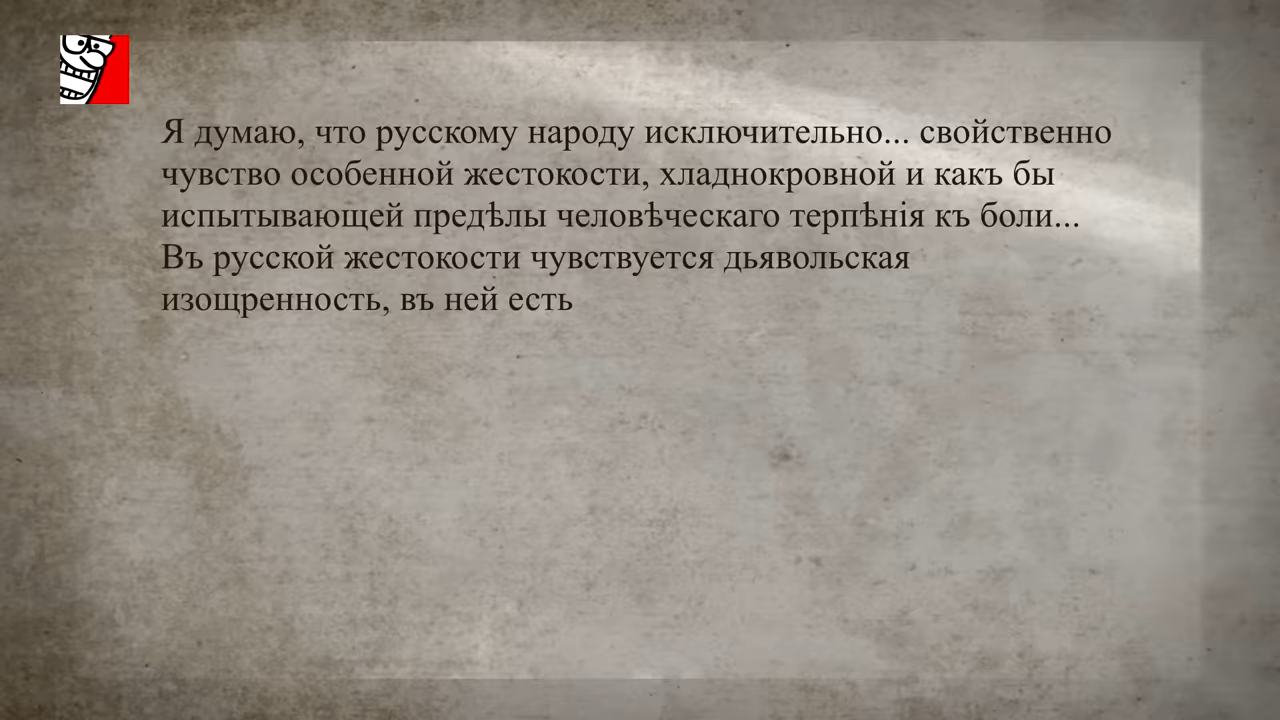 Я думаю, что русскому народу исключительно... свойственно
чувство особенной жестокости, хладнокровной и какъ бы
испытывающей предѣлы человѣческаго терпѣнія къ боли...
Въ русской жестокости чувствуется дьявольская
изощренность, въ ней есть